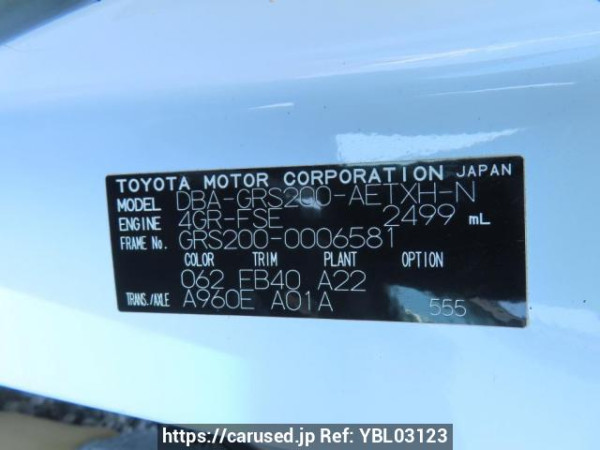 TOYOTA MOTOR CORPORATION JAPAN
MODEL DBA-GRS200-AETXH-N
ENGINE 4GR-FSE 2499 mL
FRAME No. GRS200-0006581
COLOR TRIM PLANT OPTION
062 FB40 A22
TRANS./AXLE A960E A01A 555
https://carused.jp Ref: YBL03123